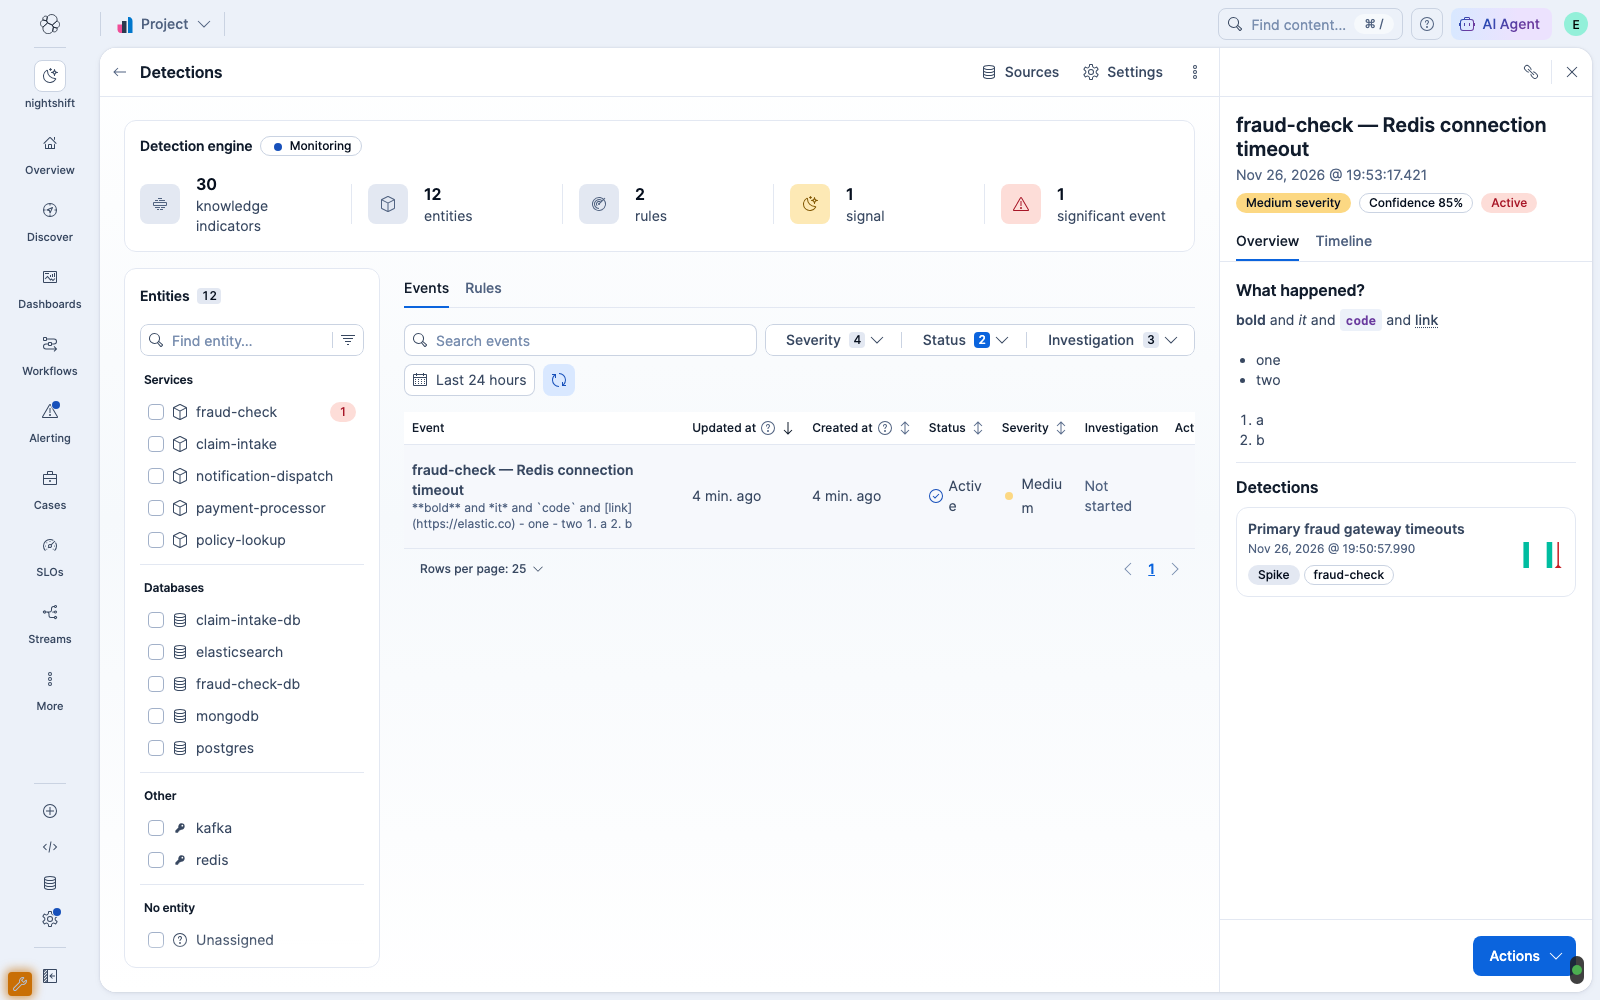 Project
Find content...
⌘ /
AI Agent
E
nightshift
Overview
Discover
Dashboards
Workflows
Alerting
Cases
SLOs
Streams
More
Detections
Sources
Settings
Detection engine
Monitoring
30
knowledge
indicators
12
entities
2
rules
1
signal
1
significant event
Entities 12
Find entity...
Services
fraud-check
1
claim-intake
notification-dispatch
payment-processor
policy-lookup
Databases
claim-intake-db
elasticsearch
fraud-check-db
mongodb
postgres
Other
kafka
redis
No entity
Unassigned
Events
Rules
Search events
Severity 4
Status 2
Investigation 3
Last 24 hours
Event
Updated at
Created at
Status
Severity
Investigation
Act
fraud-check — Redis connection
timeout
**bold** and *it* and `code` and [link]
(https://elastic.co) - one - two 1. a 2. b
4 min. ago
4 min. ago
Activ
e
Mediu
m
Not
started
Rows per page: 25
1
fraud-check — Redis connection
timeout
Nov 26, 2026 @ 19:53:17.421
Medium severity
Confidence 85%
Active
Overview
Timeline
What happened?
bold and it and code and link
• one
• two
1. a
2. b
Detections
Primary fraud gateway timeouts
Nov 26, 2026 @ 19:50:57.990
Spike
fraud-check
Actions